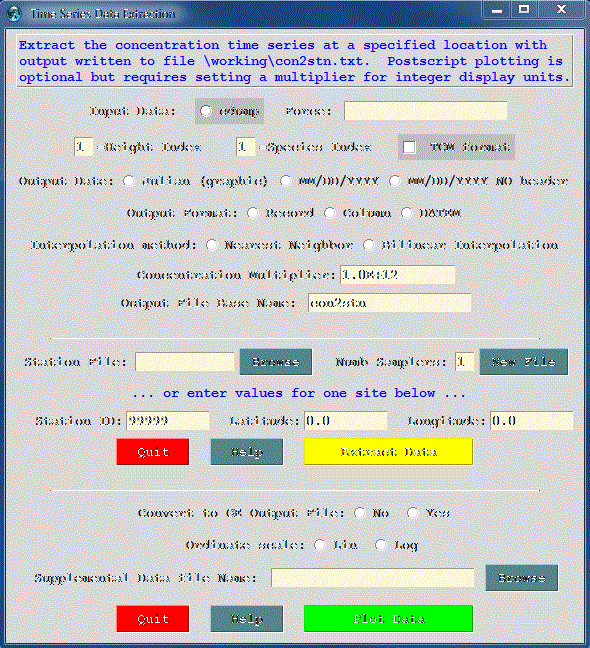 Time Series Data Extraction
Extract the concentration time series at a specified location with
output written to file \working\con2stn.txt. Postscript plotting is
optional but requires setting a multiplier for integer display units.
Input Data: cdump Force:
1 -Height Index 1 -Species Index TCM Format
Output Date: Julian (graphic) MM/DD/YYYY MM/DD/YYYY NO header
Output Format: Record Column DATEM
Interpolation method: Nearest Neighbor Bilinear Interpolation
Concentration Multiplier: 1.0E+12
Output File Base Name: con2stn
Station File: Browse Numb Samplers: 1 New File
... or enter values for one site below ...
Station ID: 99999 Latitude: 0.0 Longitude: 0.0
Quit Help Extract Data
Convert to GE Output File: No Yes
Ordinate scale: Lin Log
Supplemental Data File Name: Browse
Quit Help Plot Data